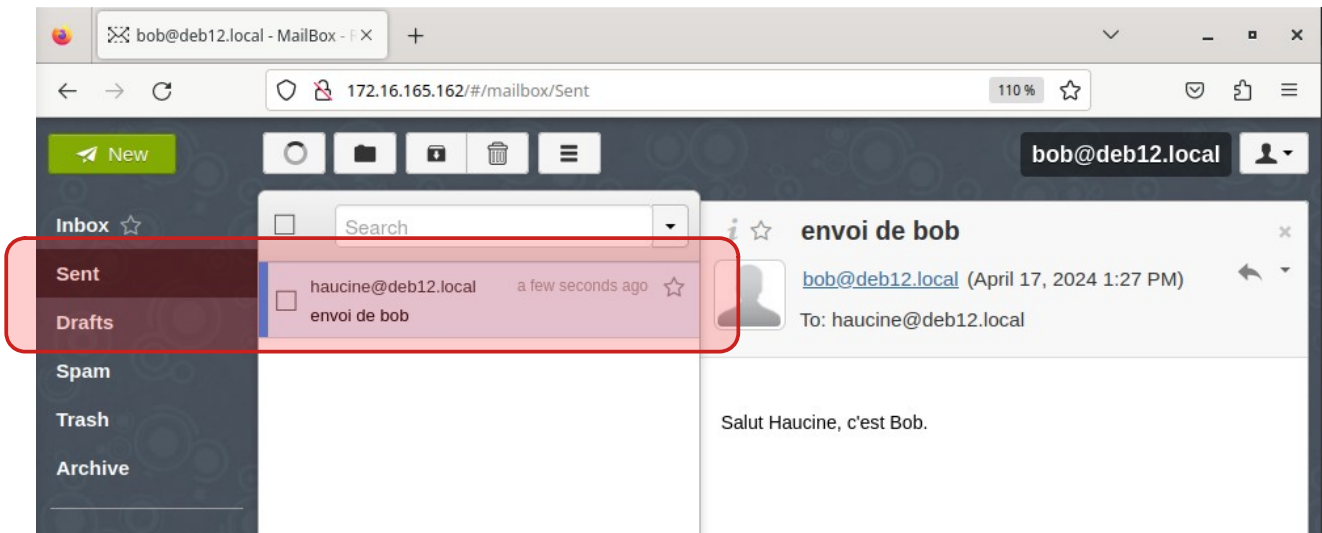 bob@deb12.local - MailBox - F
172.16.165.162/#/mailbox/Sent
110 %
New
bob@deb12.local
Inbox
Sent
Drafts
Spam
Trash
Archive
Search
haucine@deb12.local a few seconds ago
envoi de bob
i
envoi de bob
bob@deb12.local (April 17, 2024 1:27 PM)
To: haucine@deb12.local
Salut Haucine, c'est Bob.